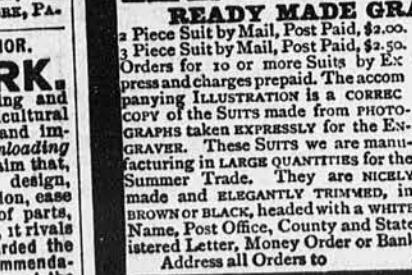 RE, PA.
IOR.
RK.
ing and
cultural
and im-
nloading
aim that,
design,
ion, ease
of parts,
it rivals
rded the
mmenda-
READY MADE GRA
2 Piece Suit by Mail, Post Paid, $2.00.
3 Piece Suit by Mail, Post Paid, $2.50.
Orders for 10 or more Suits by Ex
press and charges prepaid. The accom
panying ILLUSTRATION is a CORREC
COPY of the SUITS made from PHOTO-
GRAPHS taken EXPRESSLY for the EN-
GRAVER. These SUITS we are manu-
facturing in LARGE QUANTITIES for the
Summer Trade. They are NICELY
made and ELEGANTLY TRIMMED, in
BROWN OR BLACK, headed with a WHITE
Name, Post Office, County and State
istered Letter, Money Order or Bank
Address all Orders to